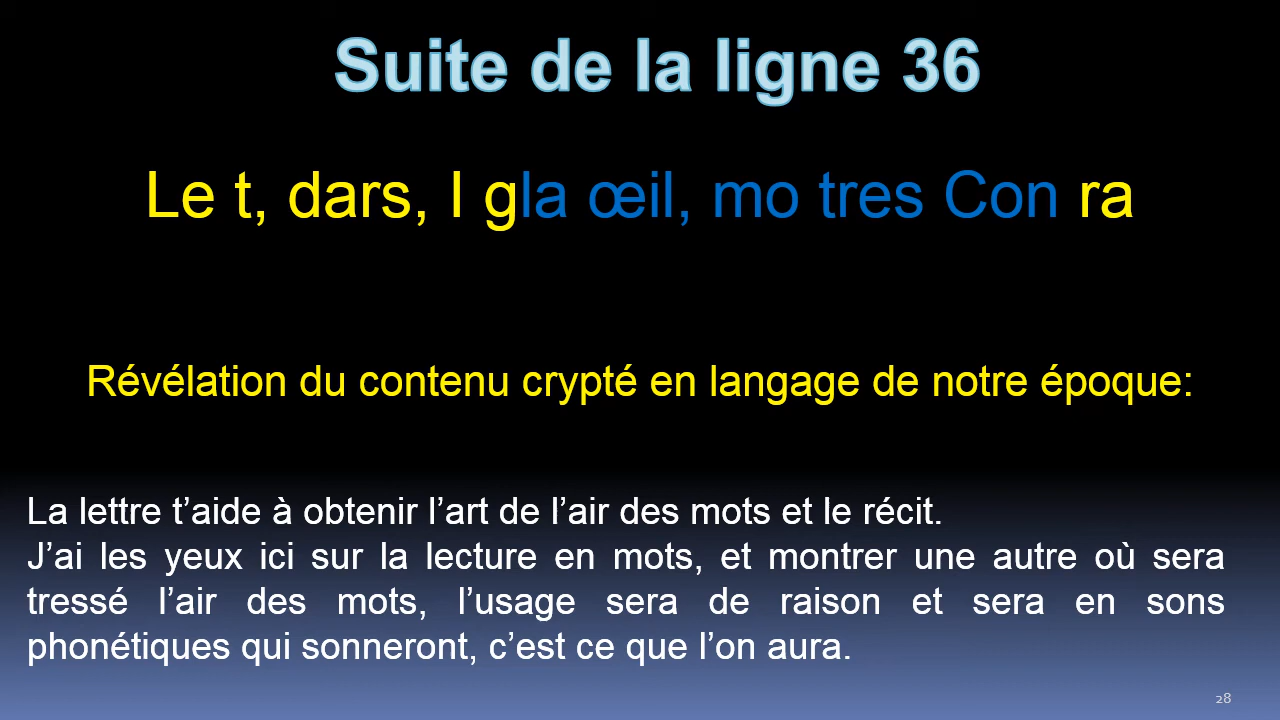 Suite de la ligne 36
Le t, dars, I gla œil, mo tres Con ra
Révélation du contenu crypté en langage de notre époque:
La lettre t’aide à obtenir l’art de l’air des mots et le récit.
J’ai les yeux ici sur la lecture en mots, et montrer une autre où sera
tressé l’air des mots, l’usage sera de raison et sera en sons
phonétiques qui sonneront, c’est ce que l’on aura.
28